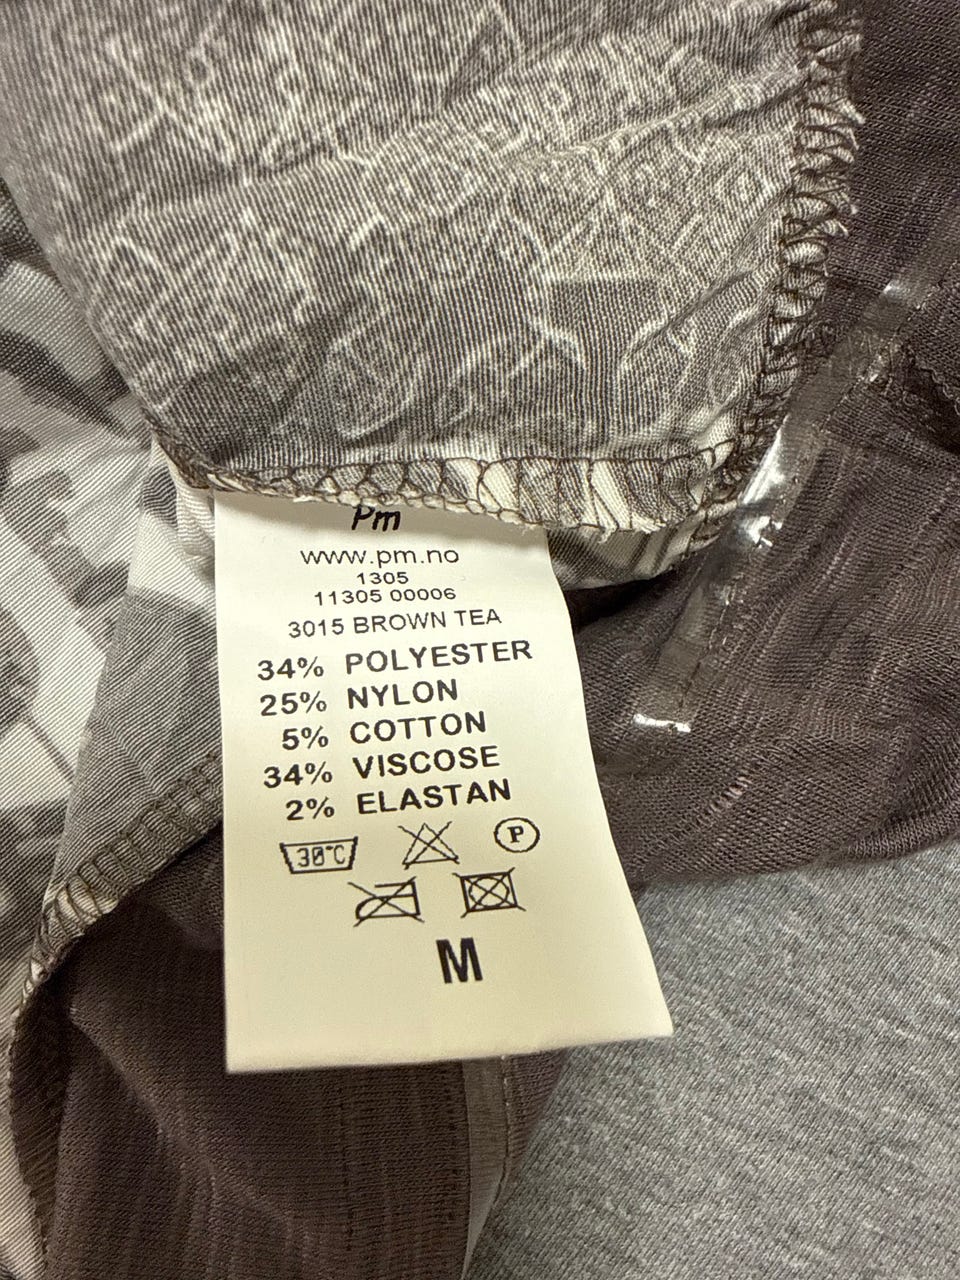 Pm
www.pm.no
1305
11305 00006
3015 BROWN TEA
34% POLYESTER
25% NYLON
5% COTTON
34% VISCOSE
2% ELASTAN
30°C P
M